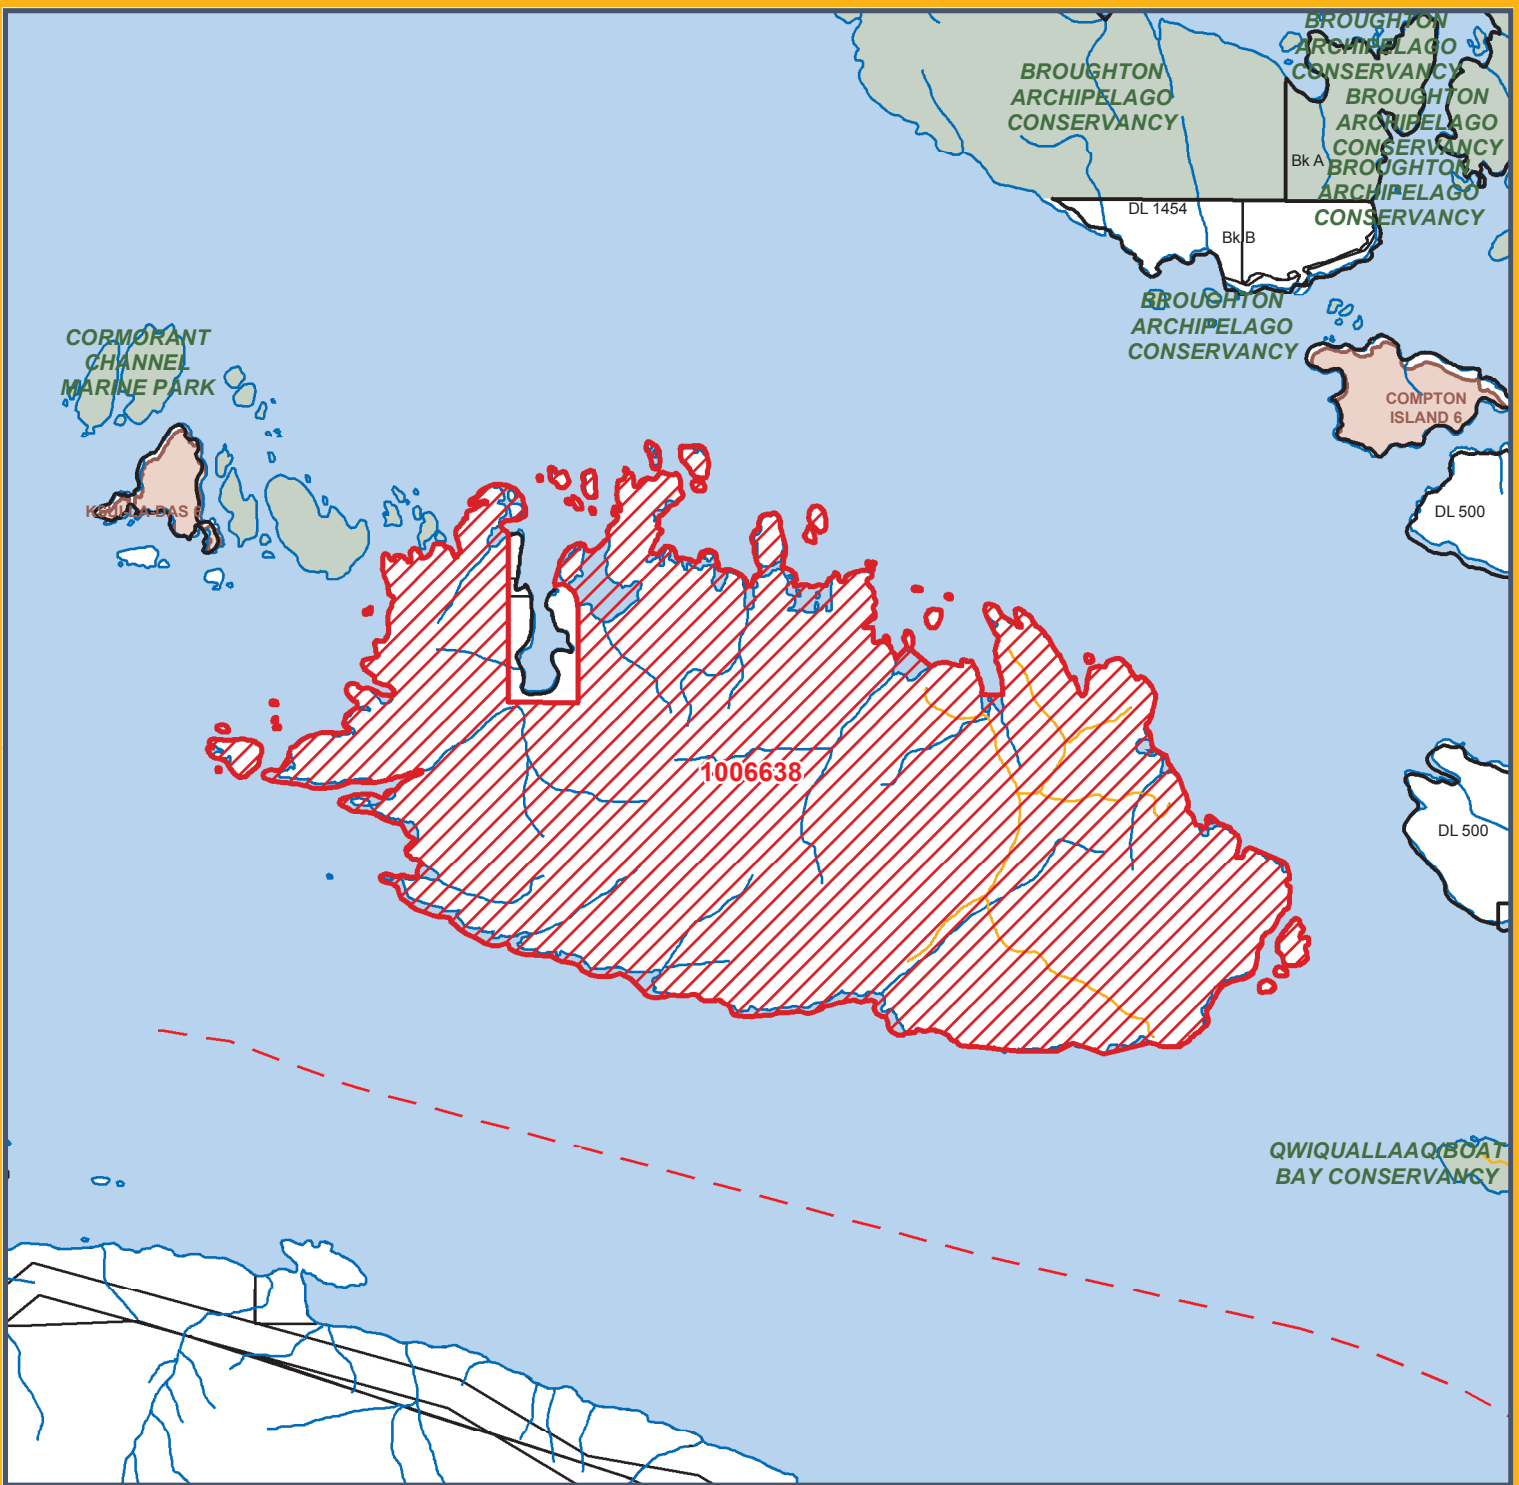 BROUGHTON
ARCHIPELAGO
CONSERVANCY
BROUGHTON
ARCHIPELAGO
CONSERVANCY
BROUGHTON
ARCHIPELAGO
CONSERVANCY
Bk A
BROUGHTON
ARCHIPELAGO
CONSERVANCY
DL 1454
Bk B
BROUGHTON
ARCHIPELAGO
CONSERVANCY
CORMORANT
CHANNEL
MARINE PARK
COMPTON
ISLAND 6
DL 500
1006638
DL 500
QWIQUALLAAQ/BOAT
BAY CONSERVANCY